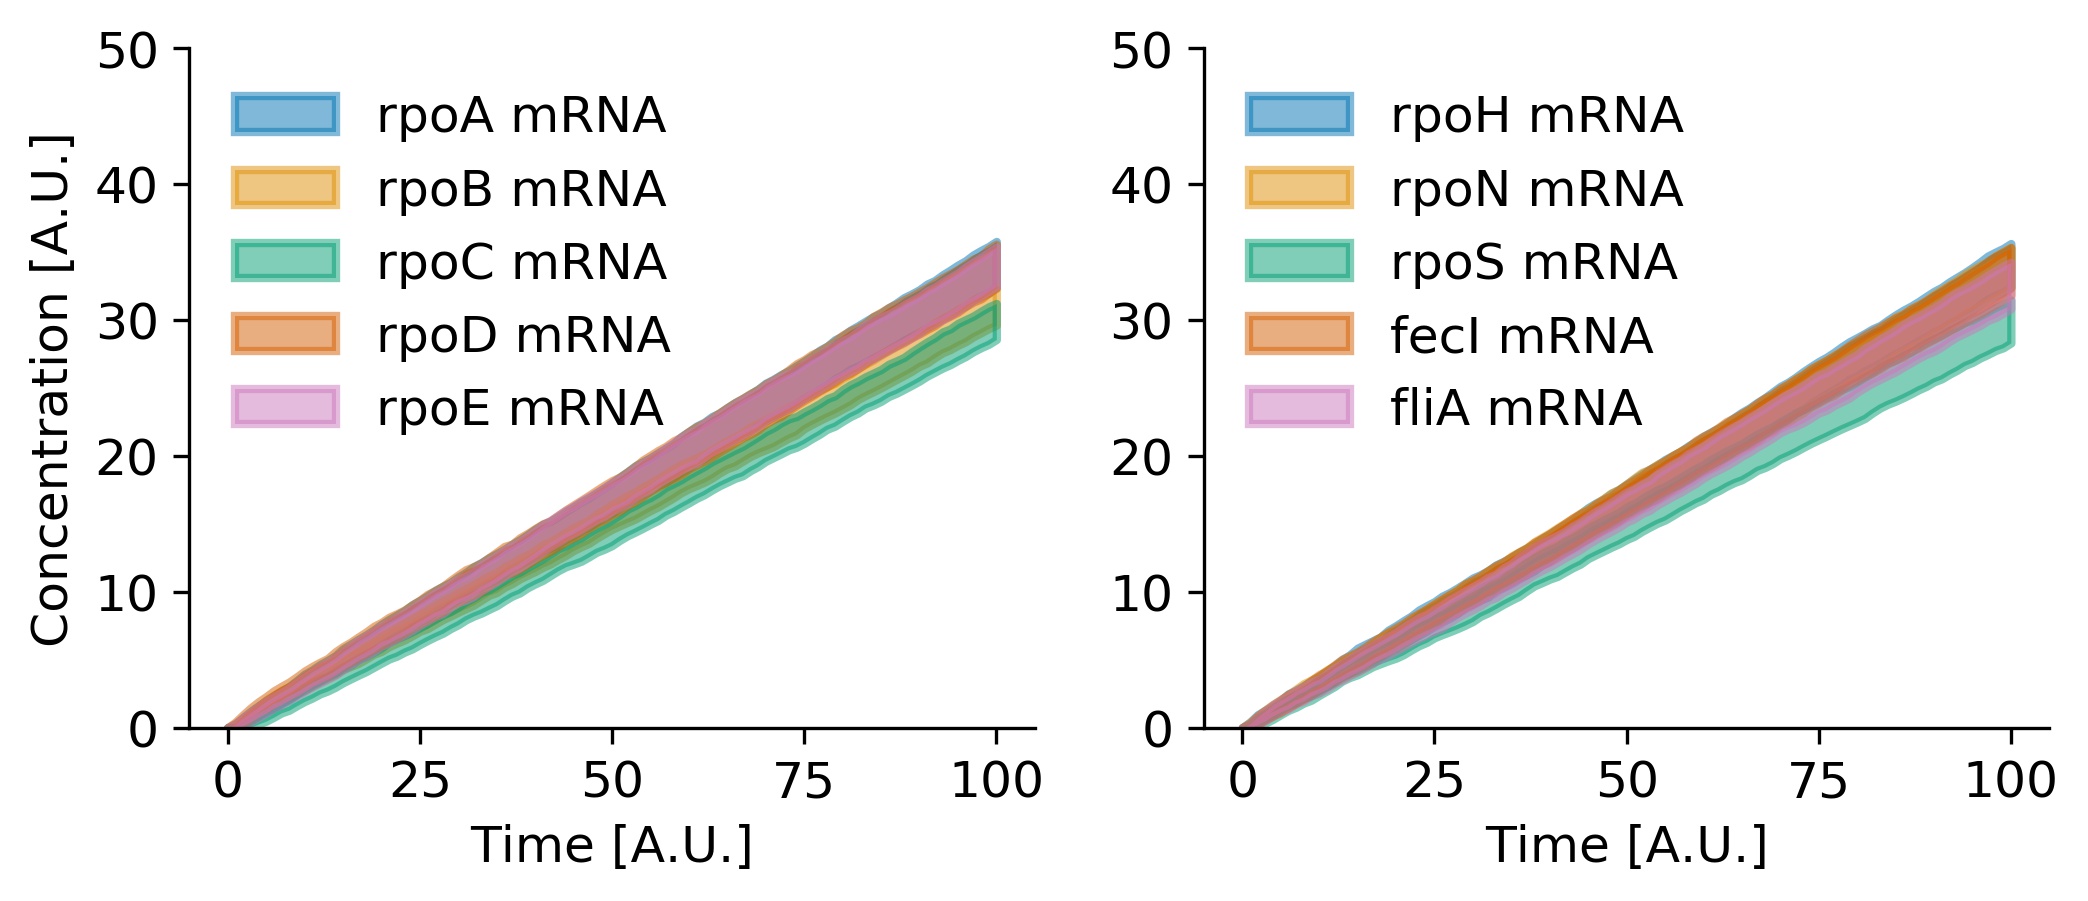 Concentration [A.U.]
50
40
30
20
10
0
rpoA mRNA
rpoB mRNA
rpoC mRNA
rpoD mRNA
rpoE mRNA
0 25 50 75 100
Time [A.U.]
50
40
30
20
10
0
rpoH mRNA
rpoN mRNA
rpoS mRNA
fecI mRNA
fliA mRNA
0 25 50 75 100
Time [A.U.]